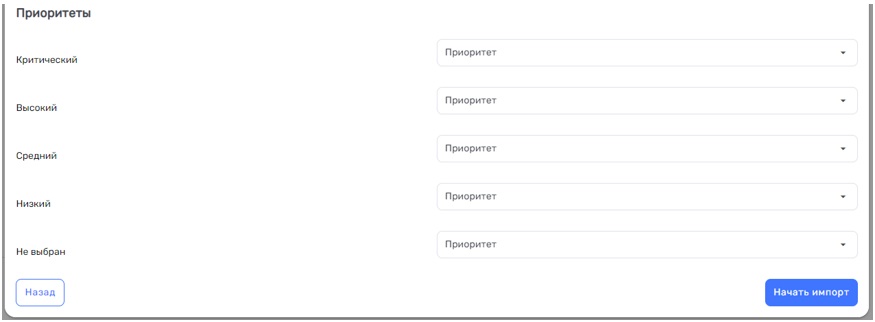 Приоритеты
Критический Приоритет
Высокий Приоритет
Средний Приоритет
Низкий Приоритет
Не выбран Приоритет
Назад Начать импорт